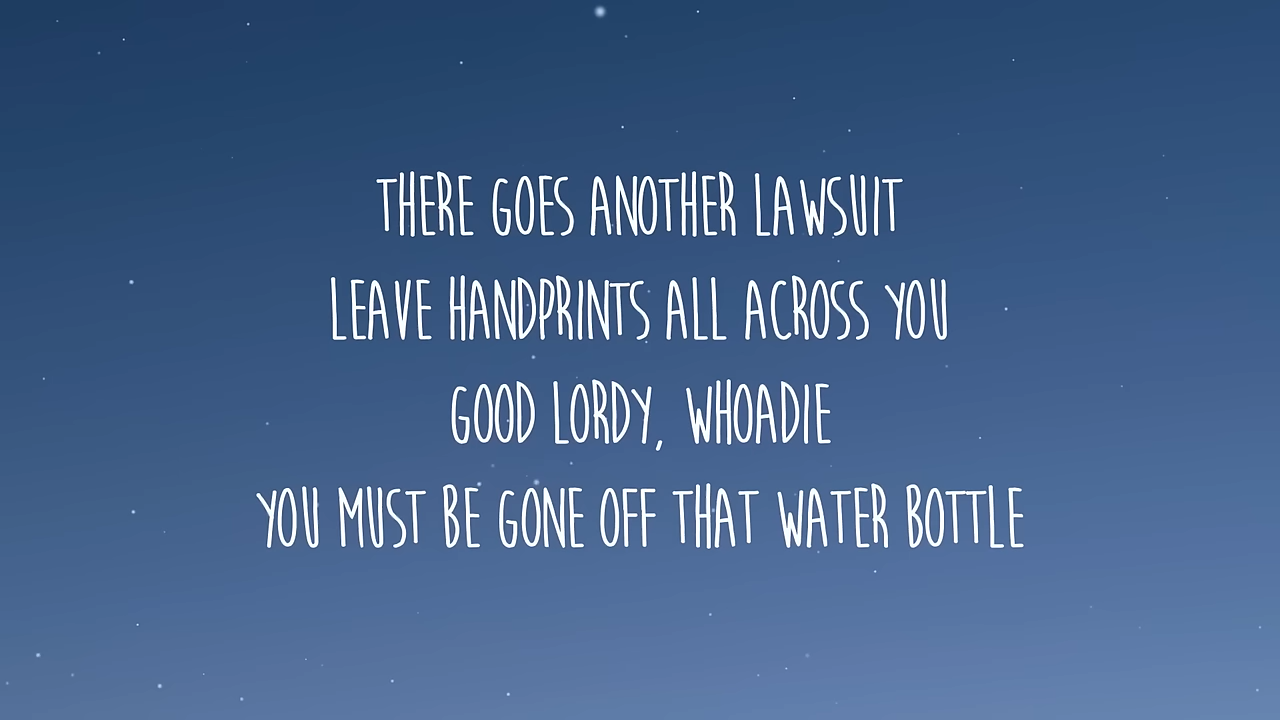 THERE GOES ANOTHER LAWSUIT
LEAVE HANDPRINTS ALL ACROSS YOU
GOOD LORDY, WHOADIE
YOU MUST BE GONE OFF THAT WATER BOTTLE